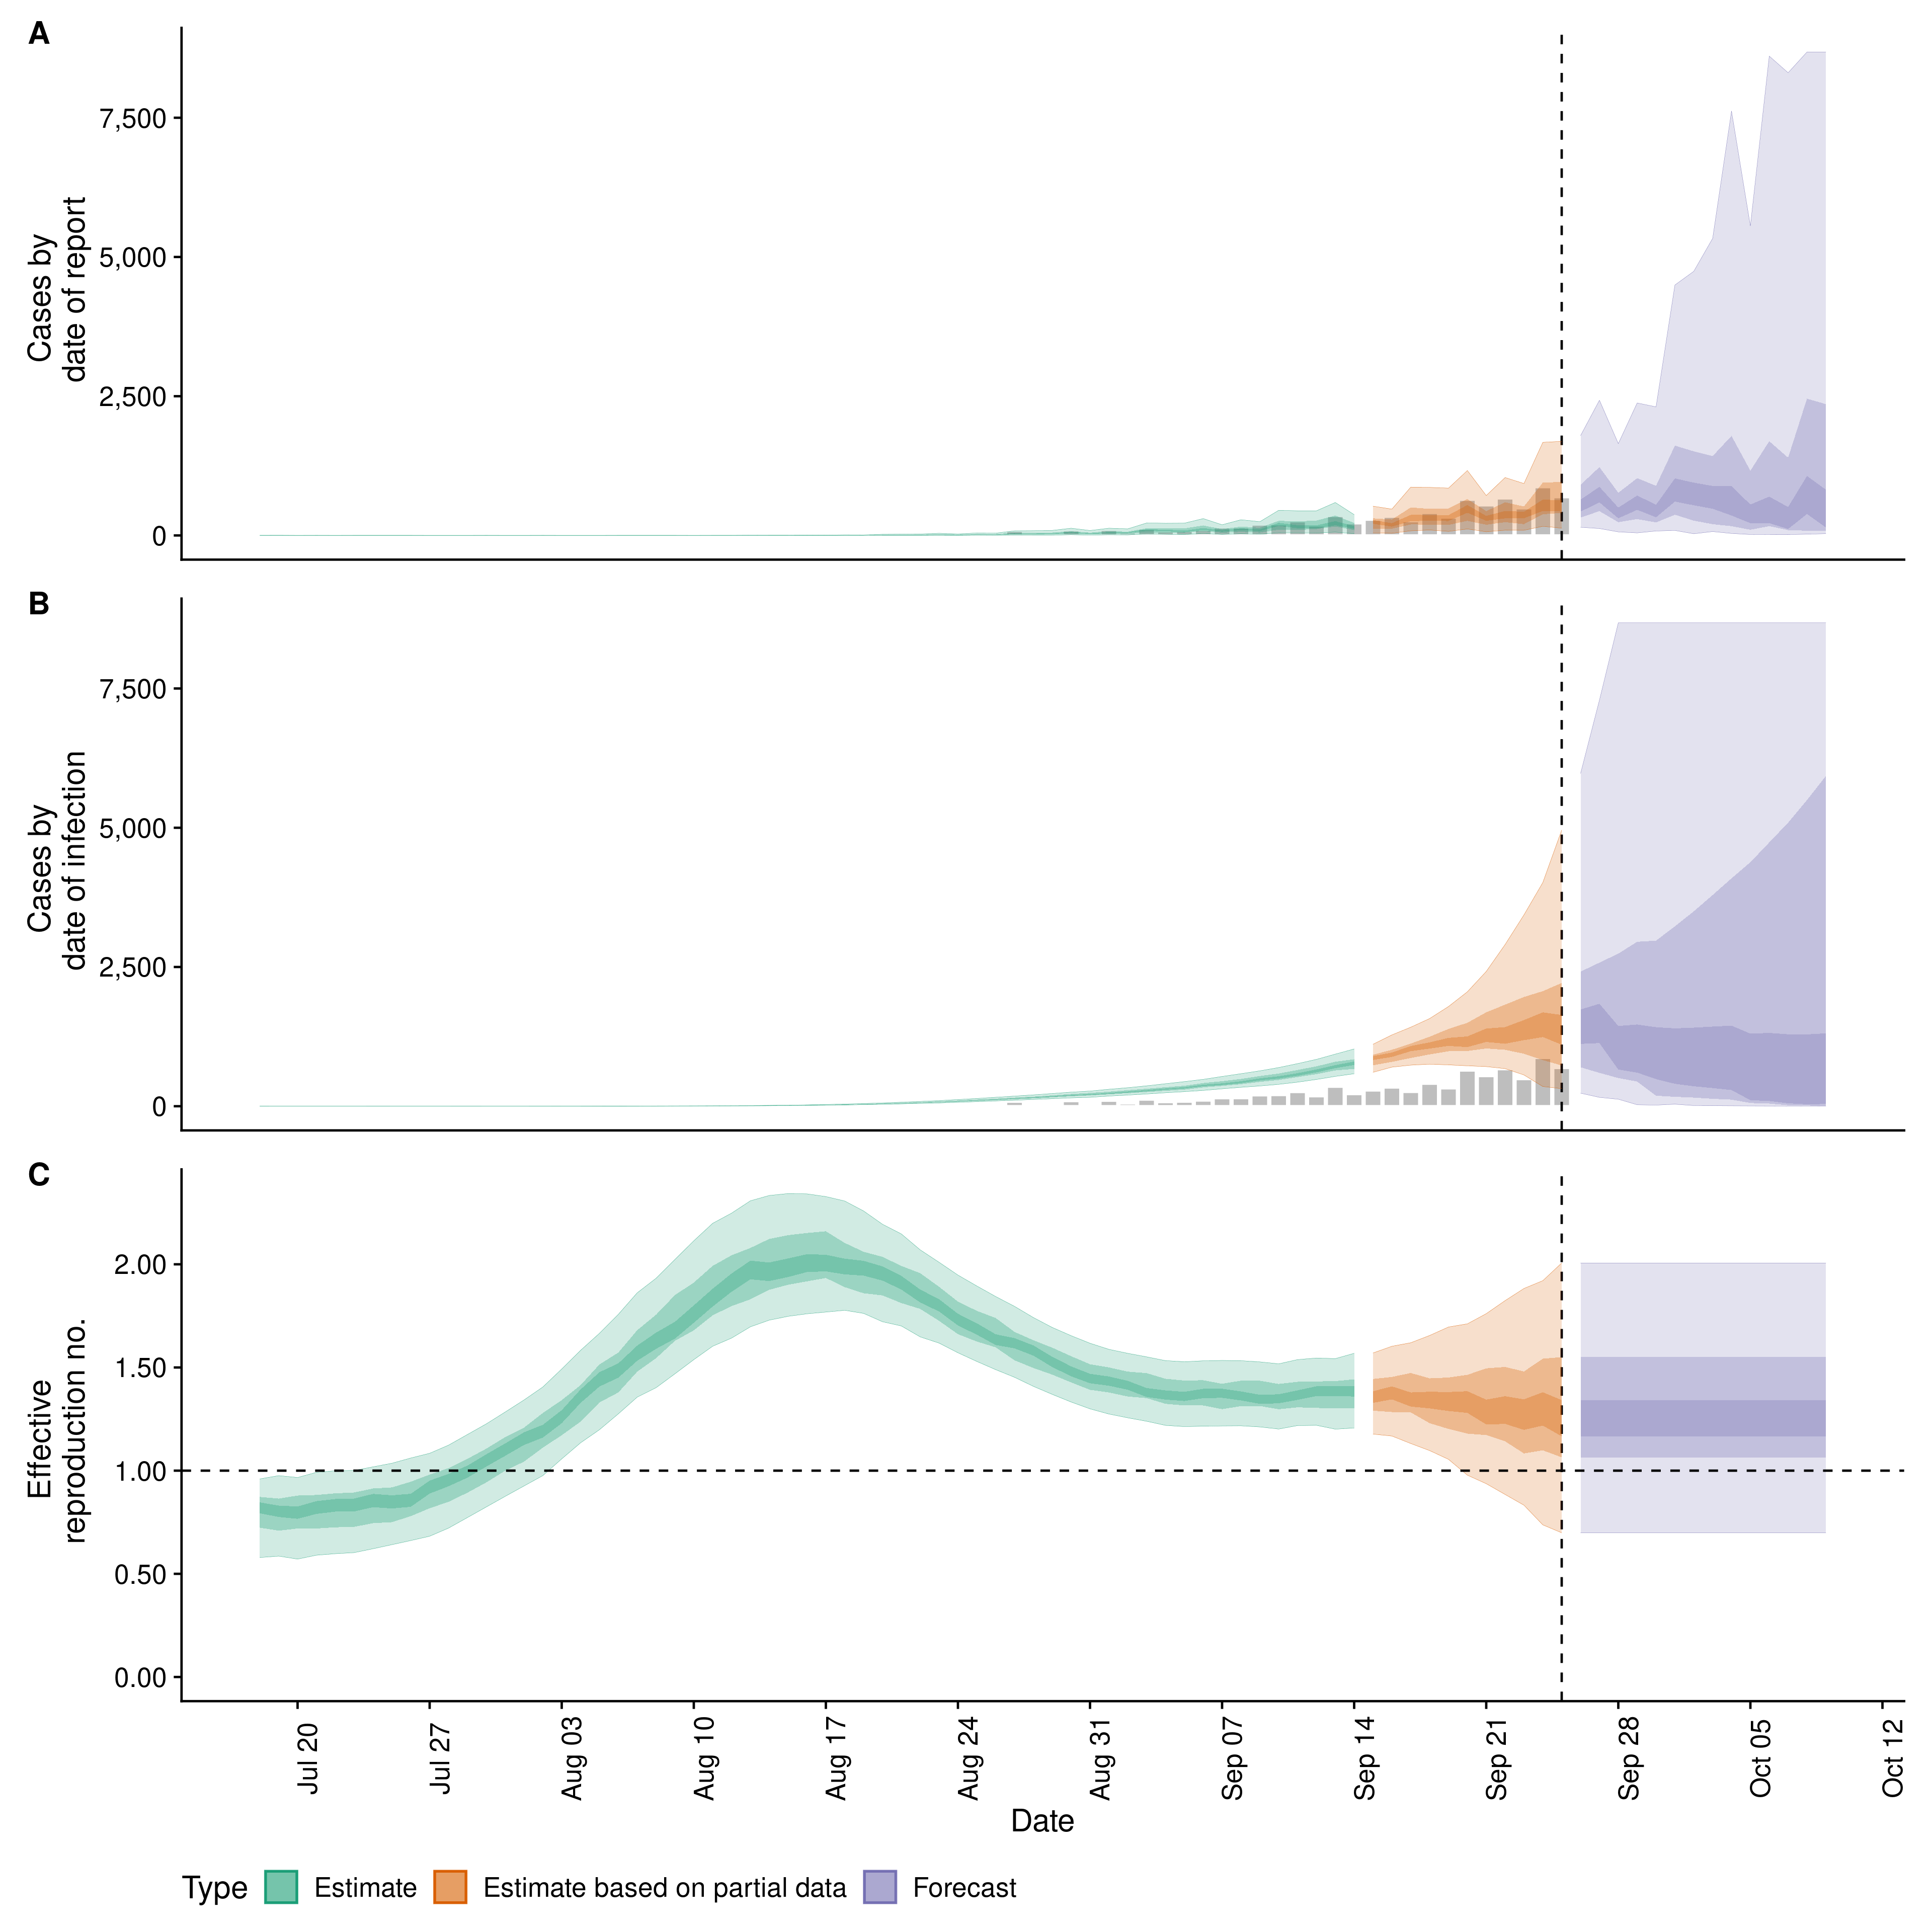 A
Cases by
date of report
7,500
5,000
2,500
0
B
Cases by
date of infection
7,500
5,000
2,500
0
C
Effective
reproduction no.
2.00
1.50
1.00
0.50
0.00
Jul 20
Jul 27
Aug 03
Aug 10
Aug 17
Aug 24
Aug 31
Sep 07
Sep 14
Sep 21
Sep 28
Oct 05
Oct 12
Date
Type Estimate Estimate based on partial data Forecast